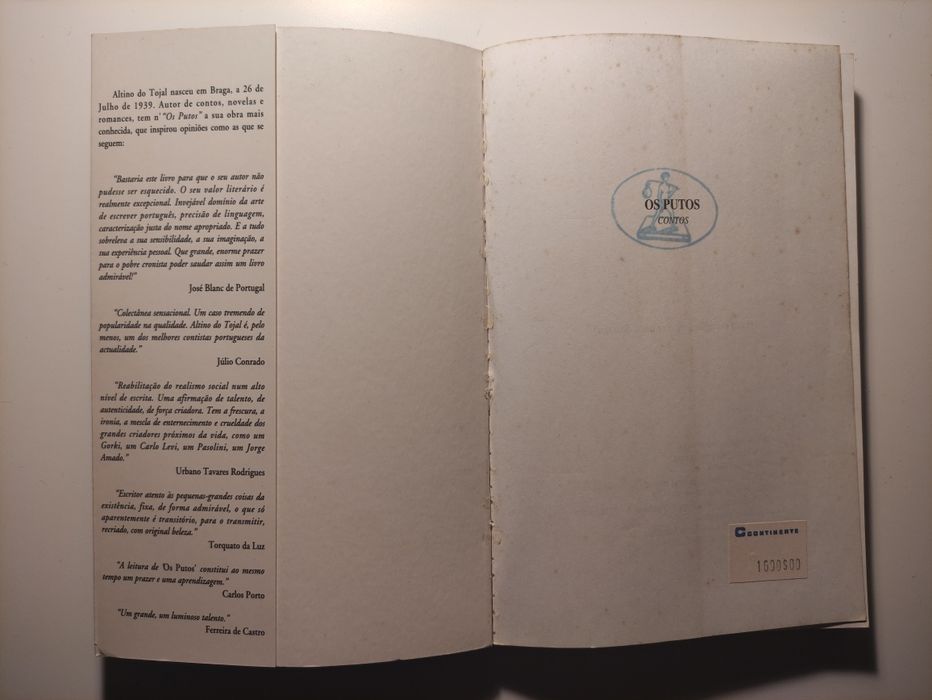 Altino do Tojal nasceu em Braga, a 26 de
Julho de 1939. Autor de contos, novelas e
romances, tem n' "Os Putos" a sua obra mais
conhecida, que inspirou opiniões como as que se
seguem:
"Bastaria este livro para que o seu autor não
pudesse ser esquecido. O seu valor literário é
realmente excepcional. Invejável domínio da arte
de escrever português, precisão de linguagem,
caracterização justa do nome apropriado. E a tudo
sobreleva a sua sensibilidade, a sua imaginação, a
sua experiência pessoal. Que grande, enorme prazer
para o pobre cronista poder saudar assim um livro
admirável!"
José Blanc de Portugal
"Colectânea sensacional. Um caso tremendo de
popularidade na qualidade. Altino do Tojal é, pelo
menos, um dos melhores contistas portugueses da
actualidade."
Júlio Conrado
"Reabilitação do realismo social num alto
nível de escrita. Uma afirmação de talento, de
autenticidade, de força criadora. Tem a frescura, a
ironia, a mescla de enternecimento e crueldade dos
grandes criadores próximos da vida, como um
Gorki, um Carlo Levi, um Pasolini, um Jorge
Amado."
Urbano Tavares Rodrigues
"Escritor atento às pequenas-grandes coisas da
existência, fixa, de forma admirável, o que só
aparentemente é transitório, para o transmitir,
recriado, com original beleza."
Torquato da Luz
"A leitura de 'Os Putos' constitui ao mesmo
tempo um prazer e uma aprendizagem."
Carlos Porto
"Um grande, um luminoso talento."
Ferreira de Castro
OS PUTOS
CONTOS
CONTINENTE
1600$00